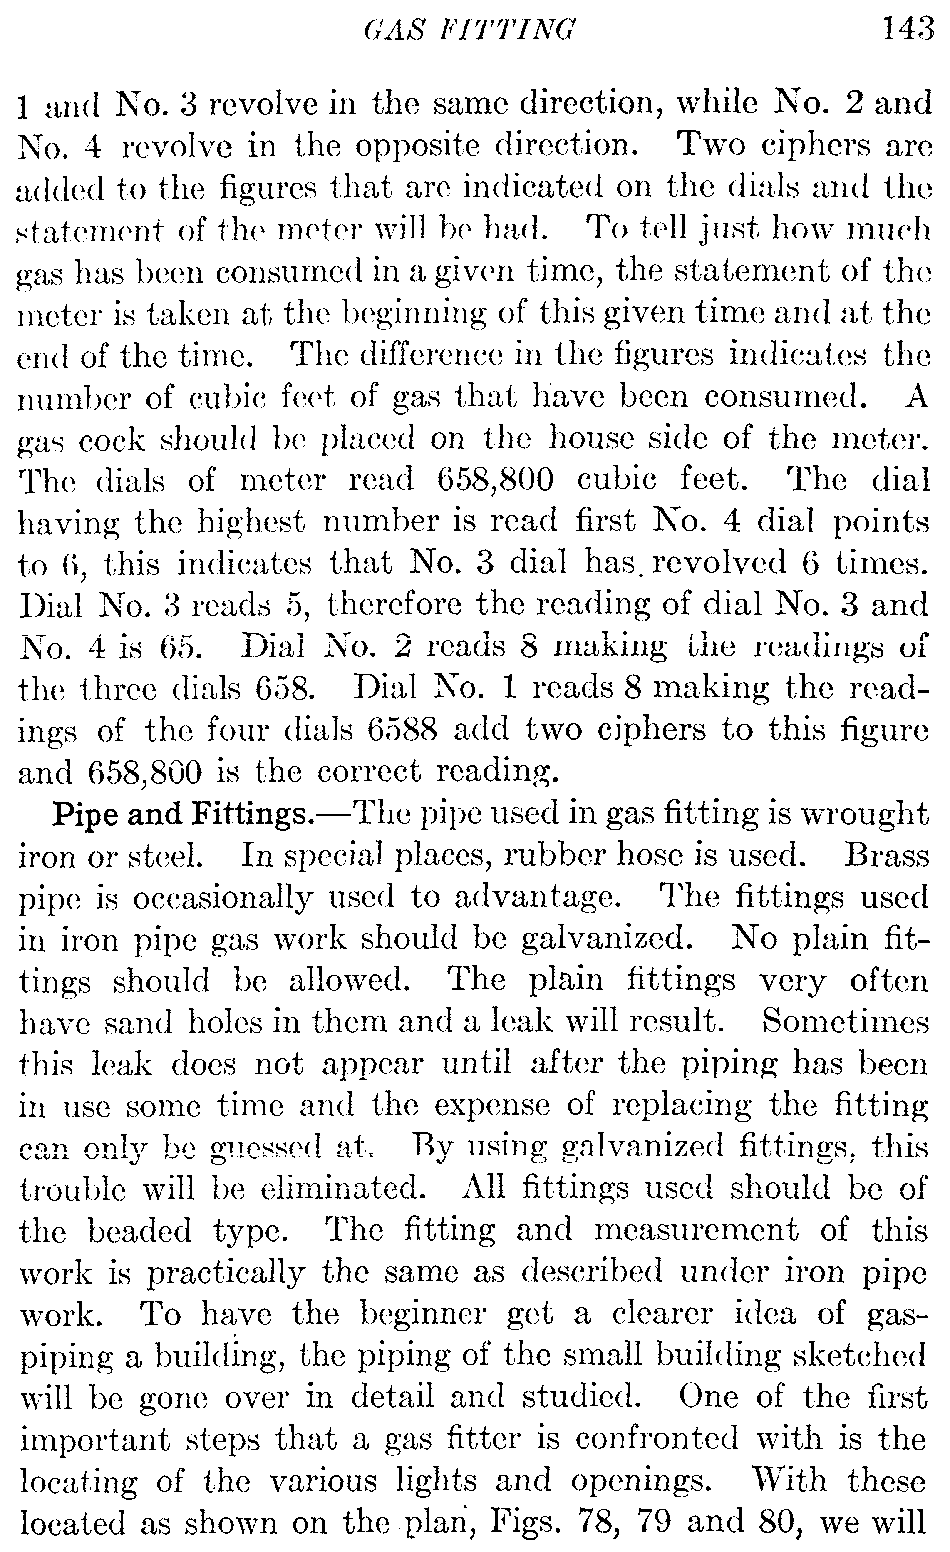 GAS FITTING 143
1 and No. 3 revolve in the same direction, while No. 2 and
No. 4 revolve in the opposite direction. Two ciphers are
added to the figures that are indicated on the dials and the
statement of the meter will be had. To tell just how much
gas has been consumed in a given time, the statement of the
meter is taken at the beginning of this given time and at the
end of the time. The difference in the figures indicates the
number of cubic feet of gas that have been consumed. A
gas cock should be placed on the house side of the meter.
The dials of meter read 658,800 cubic feet. The dial
having the highest number is read first No. 4 dial points
to 6, this indicates that No. 3 dial has revolved 6 times.
Dial No. 3 reads 5, therefore the reading of dial No. 3 and
No. 4 is 65. Dial No. 2 reads 8 making the readings of
the three dials 658. Dial No. 1 reads 8 making the read-
ings of the four dials 6588 add two ciphers to this figure
and 658,800 is the correct reading.
Pipe and Fittings.—The pipe used in gas fitting is wrought
iron or steel. In special places, rubber hose is used. Brass
pipe is occasionally used to advantage. The fittings used
in iron pipe gas work should be galvanized. No plain fit-
tings should be allowed. The plain fittings very often
have sand holes in them and a leak will result. Sometimes
this leak does not appear until after the piping has been
in use some time and the expense of replacing the fitting
can only be guessed at. By using galvanized fittings, this
trouble will be eliminated. All fittings used should be of
the beaded type. The fitting and measurement of this
work is practically the same as described under iron pipe
work. To have the beginner get a clearer idea of gas-
piping a building, the piping of the small building sketched
will be gone over in detail and studied. One of the first
important steps that a gas fitter is confronted with is the
locating of the various lights and openings. With these
located as shown on the plan, Figs. 78, 79 and 80, we will